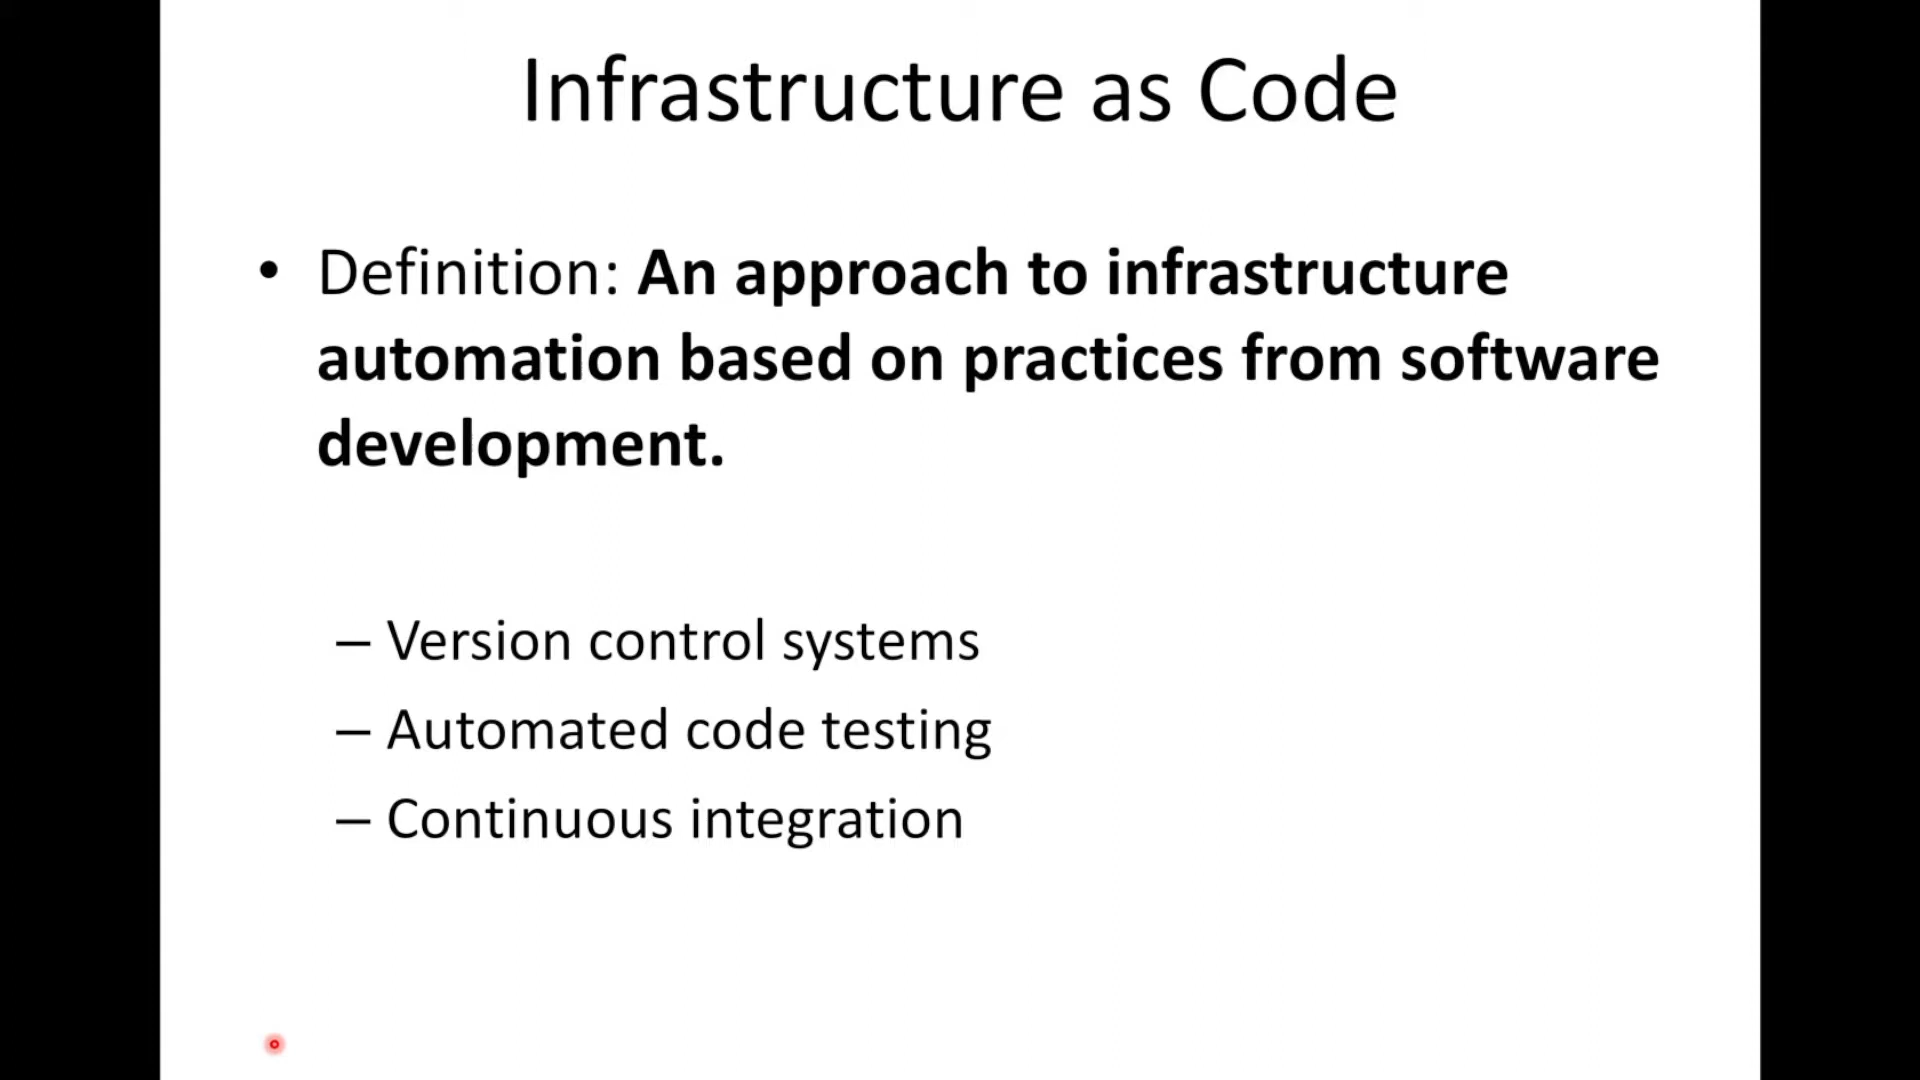 Infrastructure as Code
• Definition: An approach to infrastructure
automation based on practices from software
development.
– Version control systems
– Automated code testing
– Continuous integration